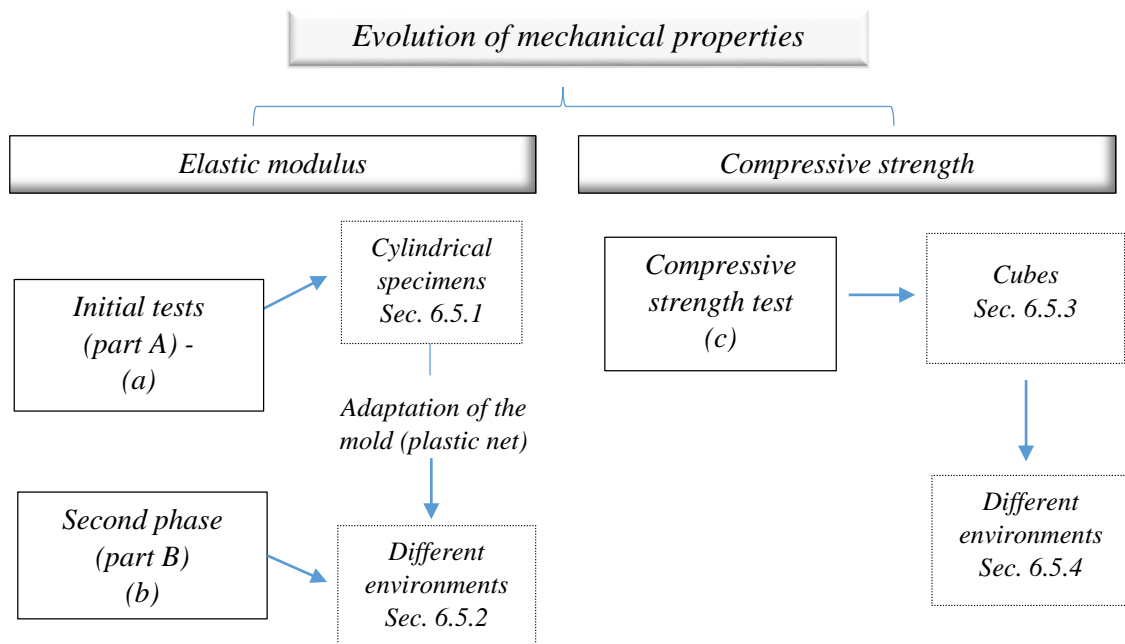 Evolution of mechanical properties
Elastic modulus
Compressive strength
Initial tests
(part A) -
(a)
Cylindrical
specimens
Sec. 6.5.1
Adaptation of the
mold (plastic net)
Second phase
(part B)
(b)
Different
environments
Sec. 6.5.2
Compressive
strength test
(c)
Cubes
Sec. 6.5.3
Different
environments
Sec. 6.5.4